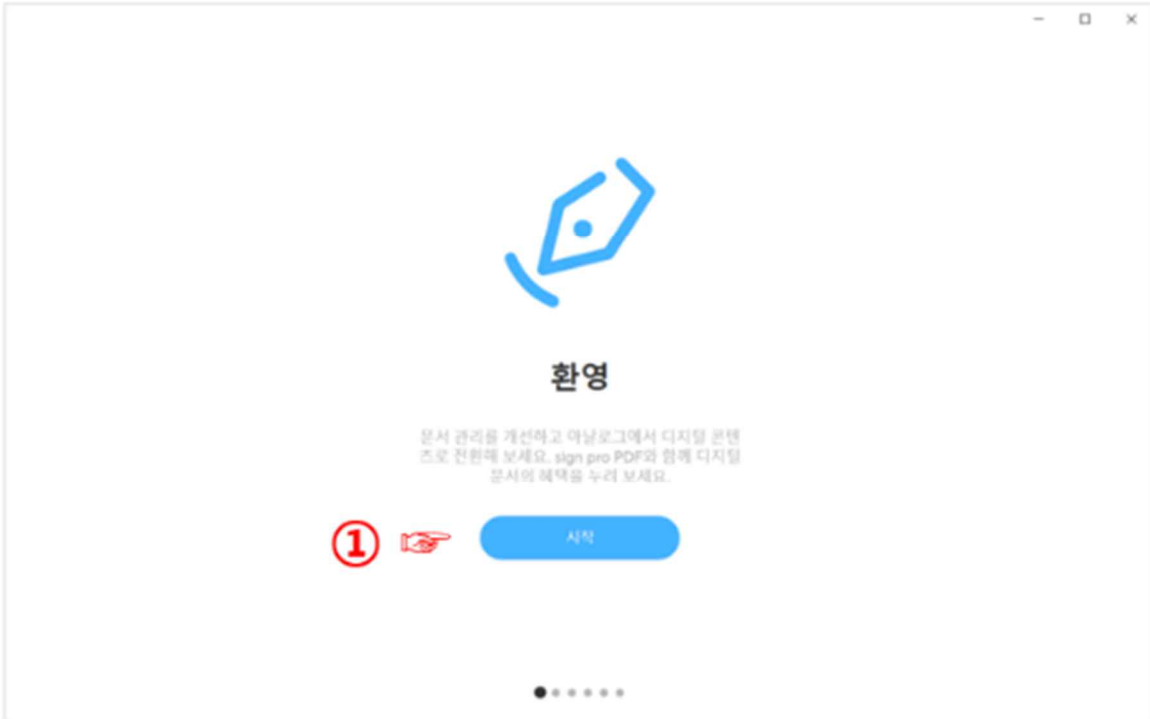 환영
문서 관리를 개선하고 아날로그에서 디지털 콘텐
츠로 전환해 보세요. sign pro PDF와 함께 디지털
문서의 혜택을 누려 보세요.
① ☞ 시작